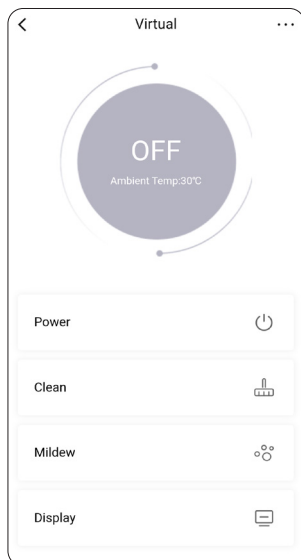 Virtual
OFF
Ambient Temp:30℃
Power
Clean
Mildew
Display